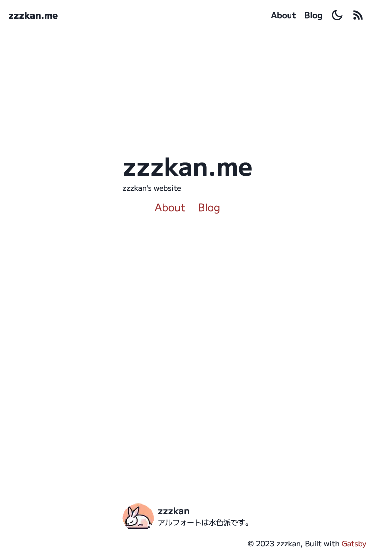 zzzkan.me About Blog
zzzkan.me
zzzkan's website
About Blog
zzzkan
アルフォートは水色派です。
© 2023 zzzkan, Built with Gatsby